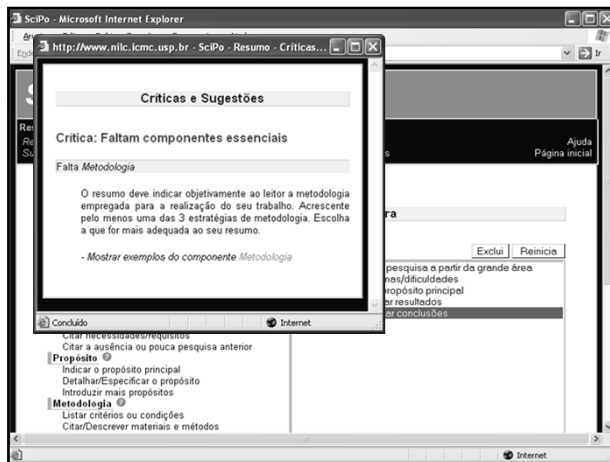 SciPo - Microsoft Internet Explorer
http://www.nilc.icmc.usp.br - SciPo - Resumo - Críticas...
Ir
Críticas e Sugestões
Crítica: Faltam componentes essenciais
Falta Metodologia
O resumo deve indicar objetivamente ao leitor a metodologia
empregada para a realização do seu trabalho. Acrescente
pelo menos uma das 3 estratégias de metodologia. Escolha
a que for mais adequada ao seu resumo.
- Mostrar exemplos do componente Metodologia
Concluído Internet
Ajuda
Página inicial
Exclui Reinicia
pesquisa a partir da grande área
mas/dificuldades
propósito principal
ar resultados
ar conclusões
Citar necessidades/requisitos
Citar a ausência ou pouca pesquisa anterior
Propósito
Indicar o propósito principal
Detalhar/Especificar o propósito
Introduzir mais propósitos
Metodologia
Listar critérios ou condições
Citar/Descrever materiais e métodos
Internet